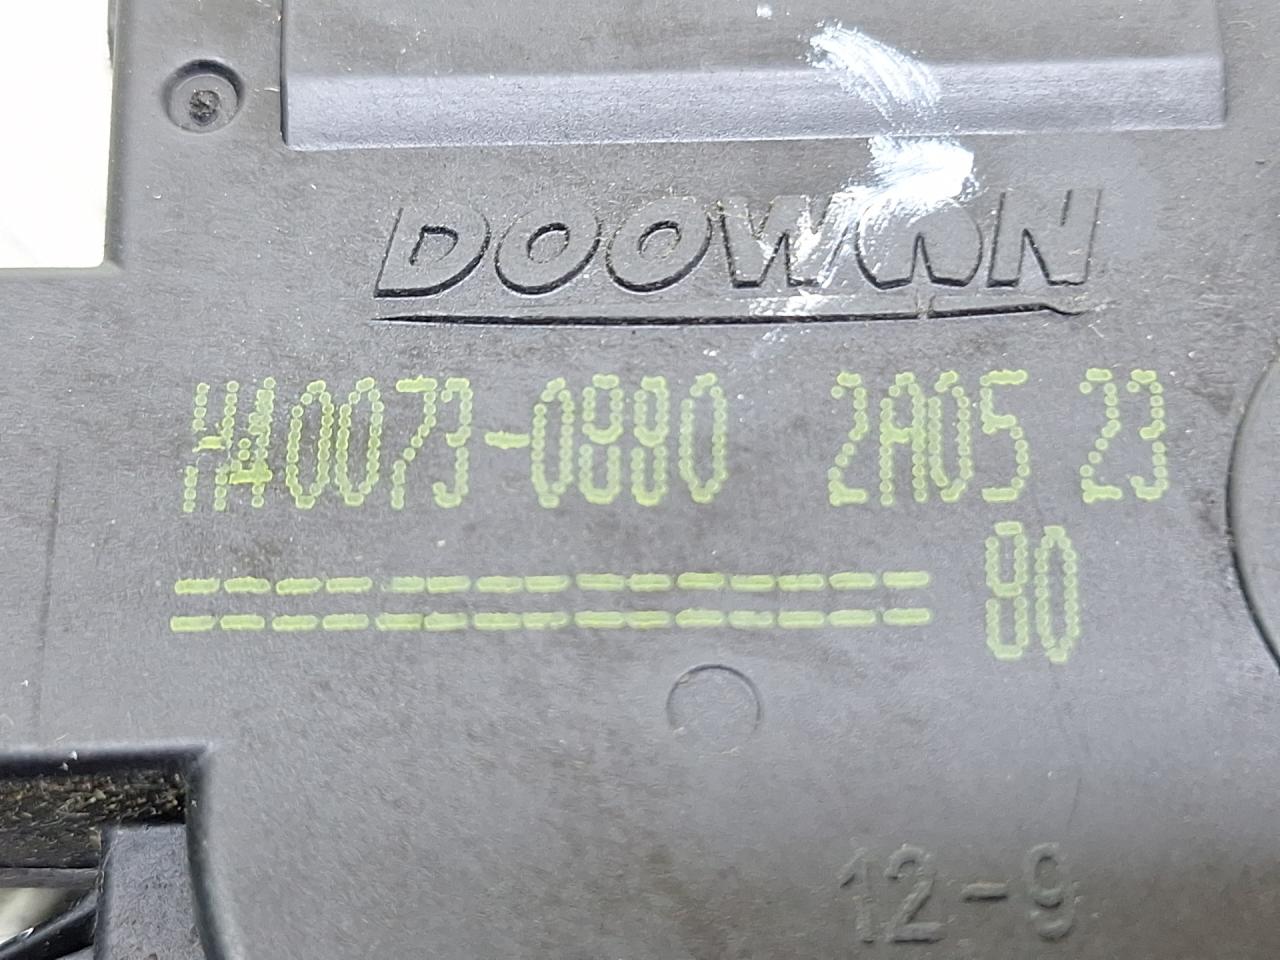 DOOWON
HA0073-0880 2A05 23
=============== 80
12-9